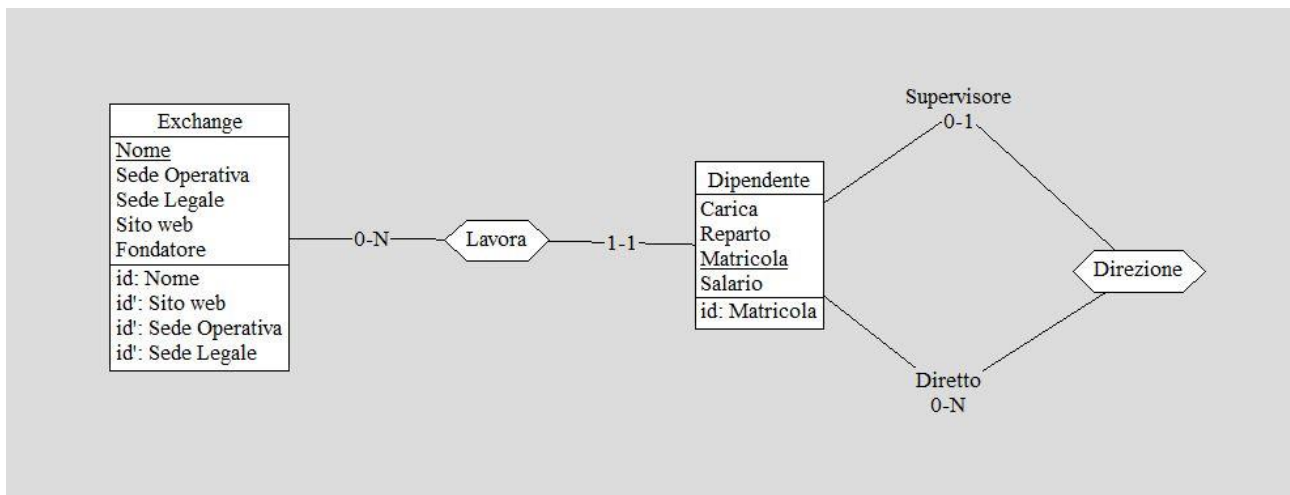 Exchange
Nome
Sede Operativa
Sede Legale
Sito web
Fondatore
id: Nome
id': Sito web
id': Sede Operativa
id': Sede Legale
0-N
Lavora
1-1
Dipendente
Carica
Reparto
Matricola
Salario
id: Matricola
Supervisore
0-1
Direzione
Diretto
0-N